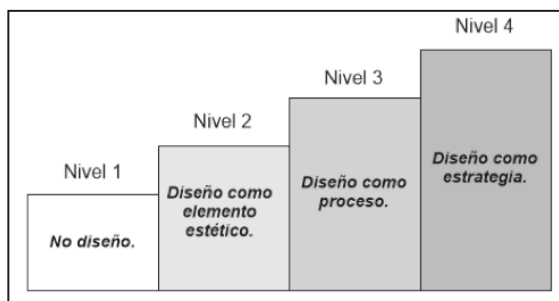 Nivel 1
No diseño.
Nivel 2
Diseño como
elemento
estético.
Nivel 3
Diseño como
proceso.
Nivel 4
Diseño como
estrategia.